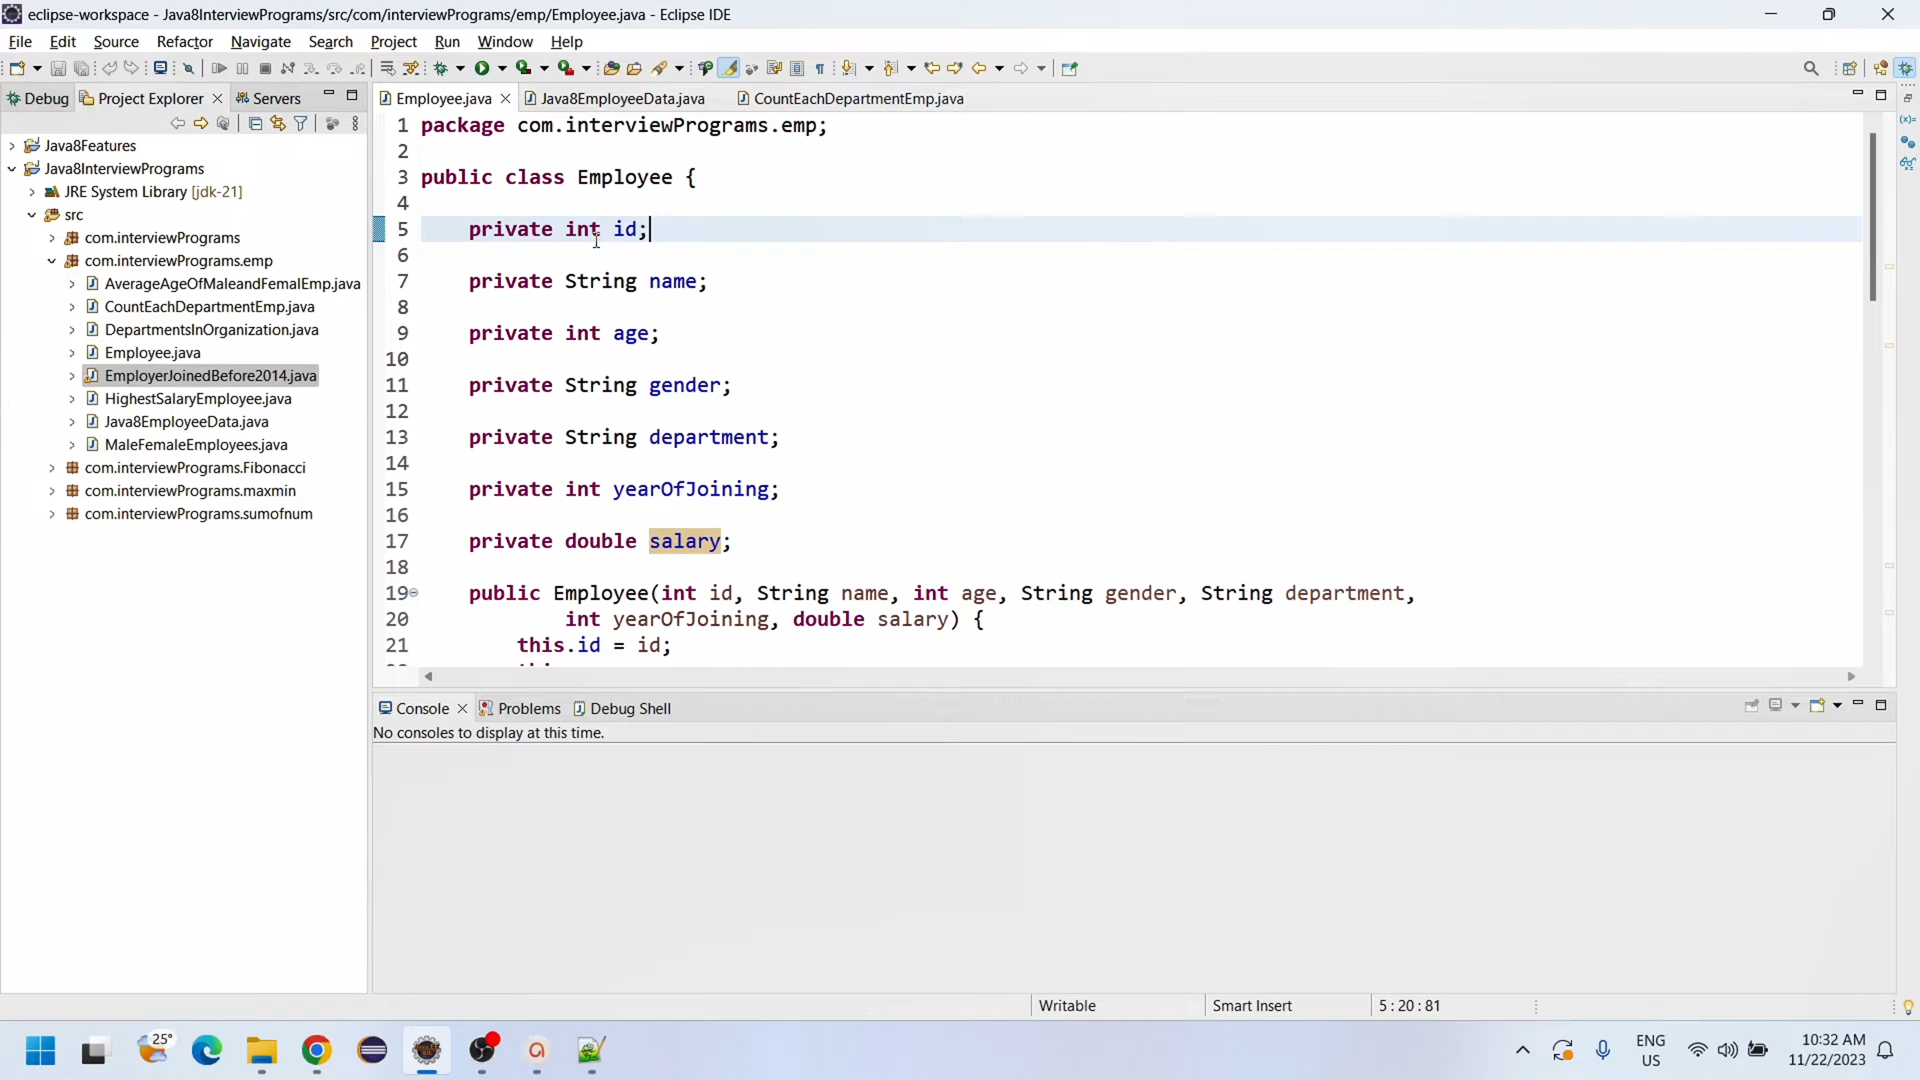 eclipse-workspace - Java8InterviewPrograms/src/com/interviewPrograms/emp/Employee.java - Eclipse IDE
File Edit Source Refactor Navigate Search Project Run Window Help
Debug Project Explorer Servers
Employee.java Java8EmployeeData.java CountEachDepartmentEmp.java
Java8Features
Java8InterviewPrograms
JRE System Library [jdk-21]
src
com.interviewPrograms
com.interviewPrograms.emp
AverageAgeOfMaleandFemalEmp.java
CountEachDepartmentEmp.java
DepartmentsInOrganization.java
Employee.java
EmployerJoinedBefore2014.java
HighestSalaryEmployee.java
Java8EmployeeData.java
MaleFemaleEmployees.java
com.interviewPrograms.Fibonacci
com.interviewPrograms.maxmin
com.interviewPrograms.sumofnum
1 package com.interviewPrograms.emp;
2
3 public class Employee {
4
5 private int id;
6
7 private String name;
8
9 private int age;
10
11 private String gender;
12
13 private String department;
14
15 private int yearOfJoining;
16
17 private double salary;
18
19 public Employee(int id, String name, int age, String gender, String department,
20 int yearOfJoining, double salary) {
21 this.id = id;
Console Problems Debug Shell
No consoles to display at this time.
Writable Smart Insert 5 : 20 : 81
25°
ENG
US
10:32 AM
11/22/2023